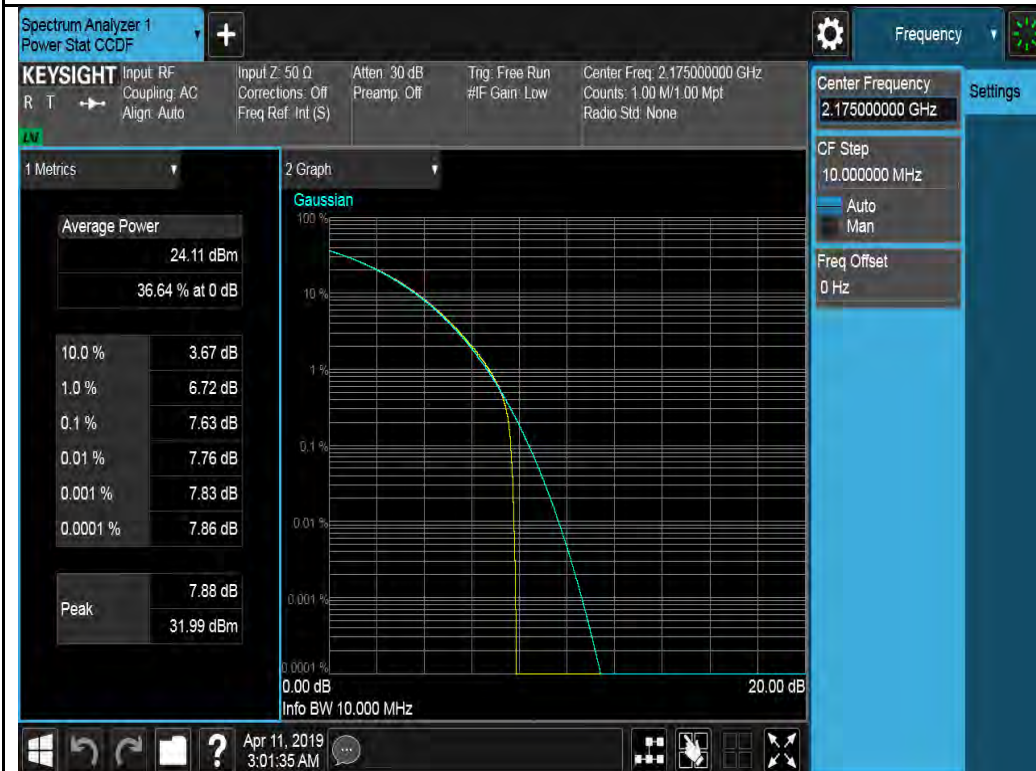 Spectrum Analyzer 1
Power Stat CCDF
Frequency
KEYSIGHT
R T
LNI
Input: RF
Coupling: AC
Align: Auto
Input Z: 50 Ω
Corrections: Off
Freq Ref: Int (S)
Atten: 30 dB
Preamp: Off
Trig: Free Run
#IF Gain: Low
Center Freq: 2.175000000 GHz
Counts: 1.00 M/1.00 Mpt
Radio Std: None
Center Frequency
2.175000000 GHz
Settings
CF Step
10.000000 MHz
Auto
Man
Freq Offset
0 Hz
1 Metrics
Average Power
24.11 dBm
36.64 % at 0 dB
10.0 % 3.67 dB
1.0 % 6.72 dB
0.1 % 7.63 dB
0.01 % 7.76 dB
0.001 % 7.83 dB
0.0001 % 7.86 dB
Peak
7.88 dB
31.99 dBm
2 Graph
Gaussian
100 %
10 %
1 %
0.1 %
0.01 %
0.001 %
0.0001 %
0.00 dB
20.00 dB
Info BW 10.000 MHz
?
Apr 11, 2019
3:01:35 AM